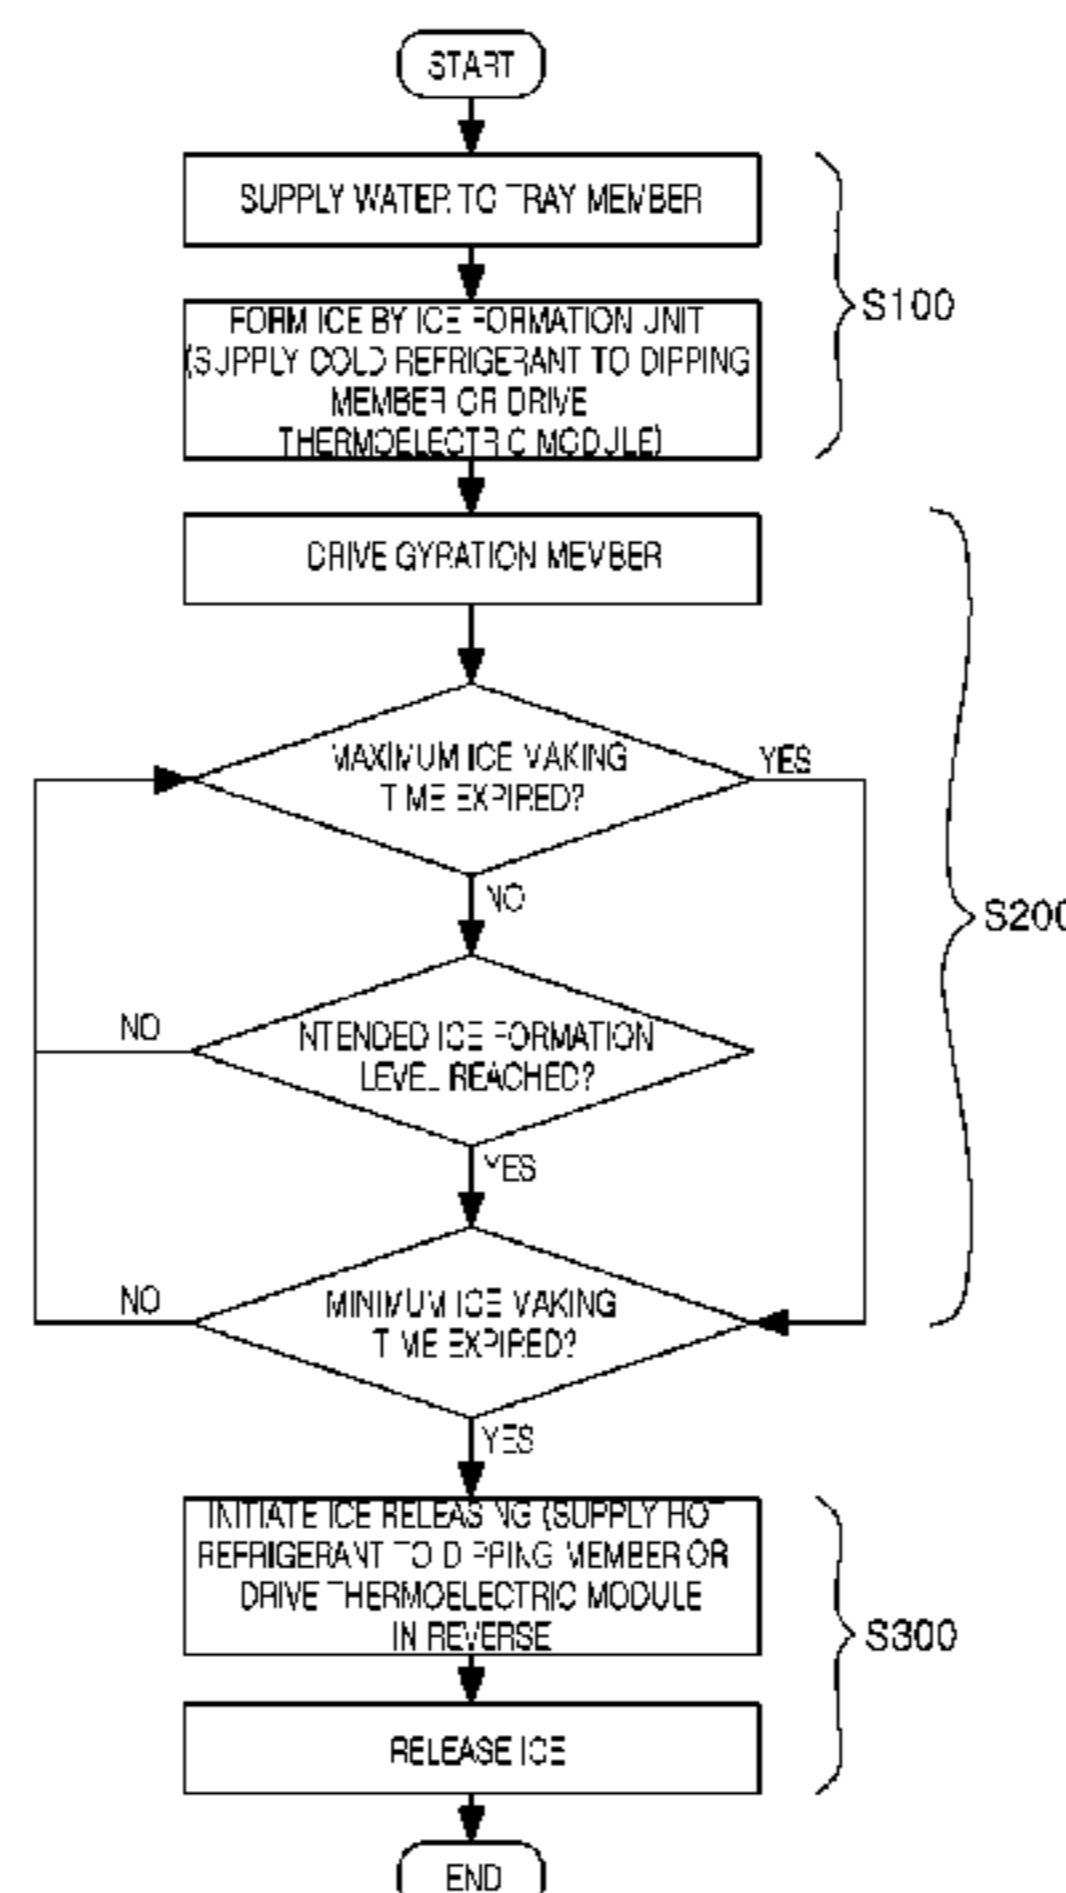 START
SUPPLY WATER TO TRAY MEMBER
FORM ICE BY ICE FORMATION UNIT
(SUPPLY COLD REFRIGERANT TO DIPPING
MEMBER OR DRIVE
THERMOELECTRIC MODULE)
S100
DRIVE GYRATION MEMBER
MAXIMUM ICE MAKING
TIME EXPIRED?
YES
NO
S200
INTENDED ICE FORMATION
LEVEL REACHED?
NO
YES
MINIMUM ICE MAKING
TIME EXPIRED?
NO
YES
INITIATE ICE RELEASING (SUPPLY HOT
REFRIGERANT TO DIPPING MEMBER OR
DRIVE THERMOELECTRIC MODULE
IN REVERSE
S300
RELEASE ICE
END